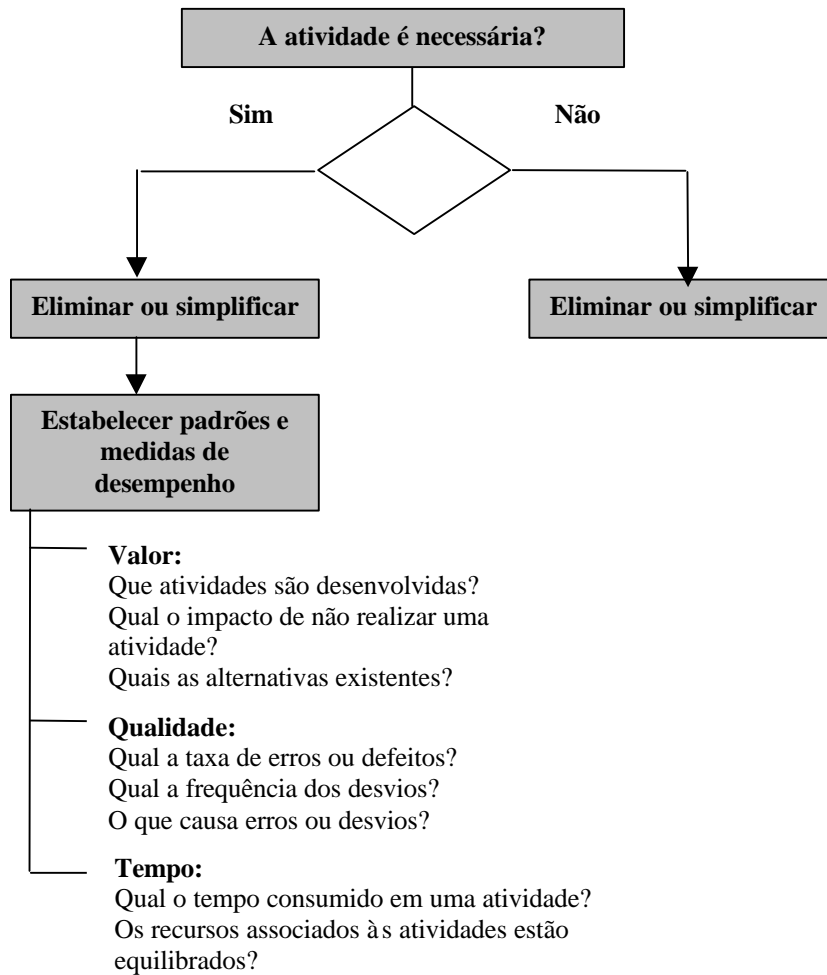 A atividade é necessária?
Sim
Não
Eliminar ou simplificar
Eliminar ou simplificar
Estabelecer padrões e
medidas de
desempenho
Valor:
Que atividades são desenvolvidas?
Qual o impacto de não realizar uma
atividade?
Quais as alternativas existentes?
Qualidade:
Qual a taxa de erros ou defeitos?
Qual a frequência dos desvios?
O que causa erros ou desvios?
Tempo:
Qual o tempo consumido em uma atividade?
Os recursos associados às atividades estão
equilibrados?